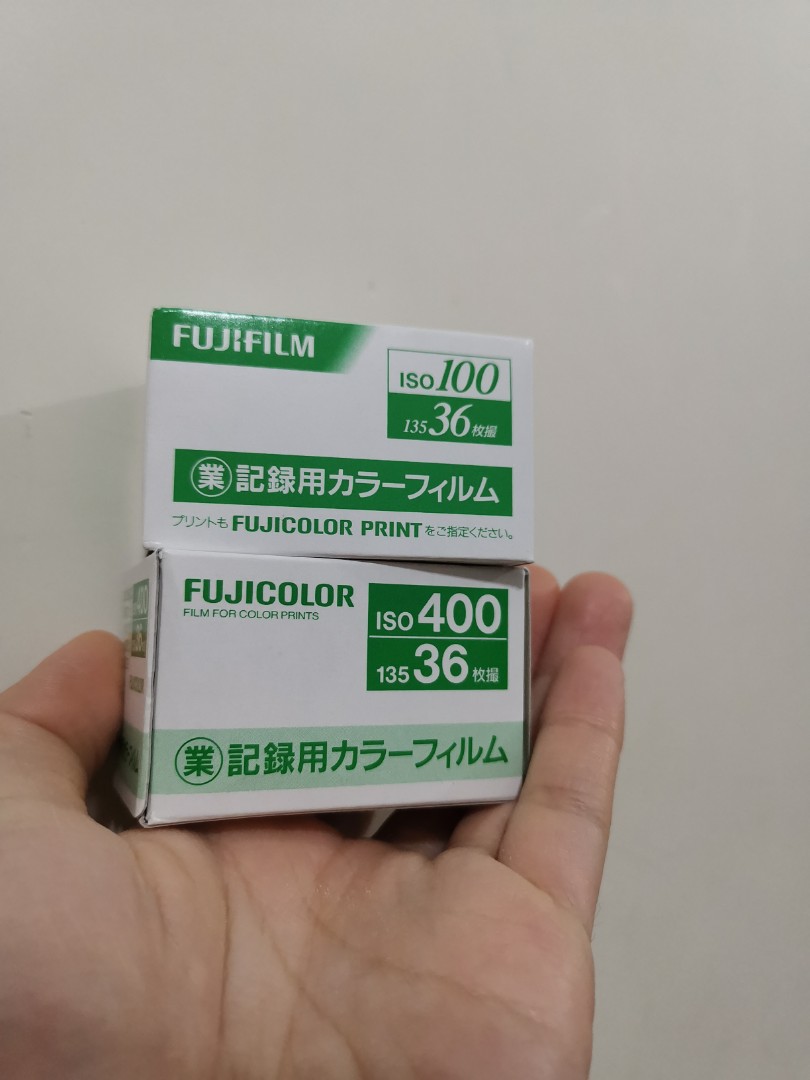 FUJIFILM
ISO 100
135 36枚撮
業 記録用カラーフィルム
プリントも FUJICOLOR PRINT をご指定ください。
FUJICOLOR
FILM FOR COLOR PRINTS
ISO 400
135 36枚撮
業 記録用カラーフィルム